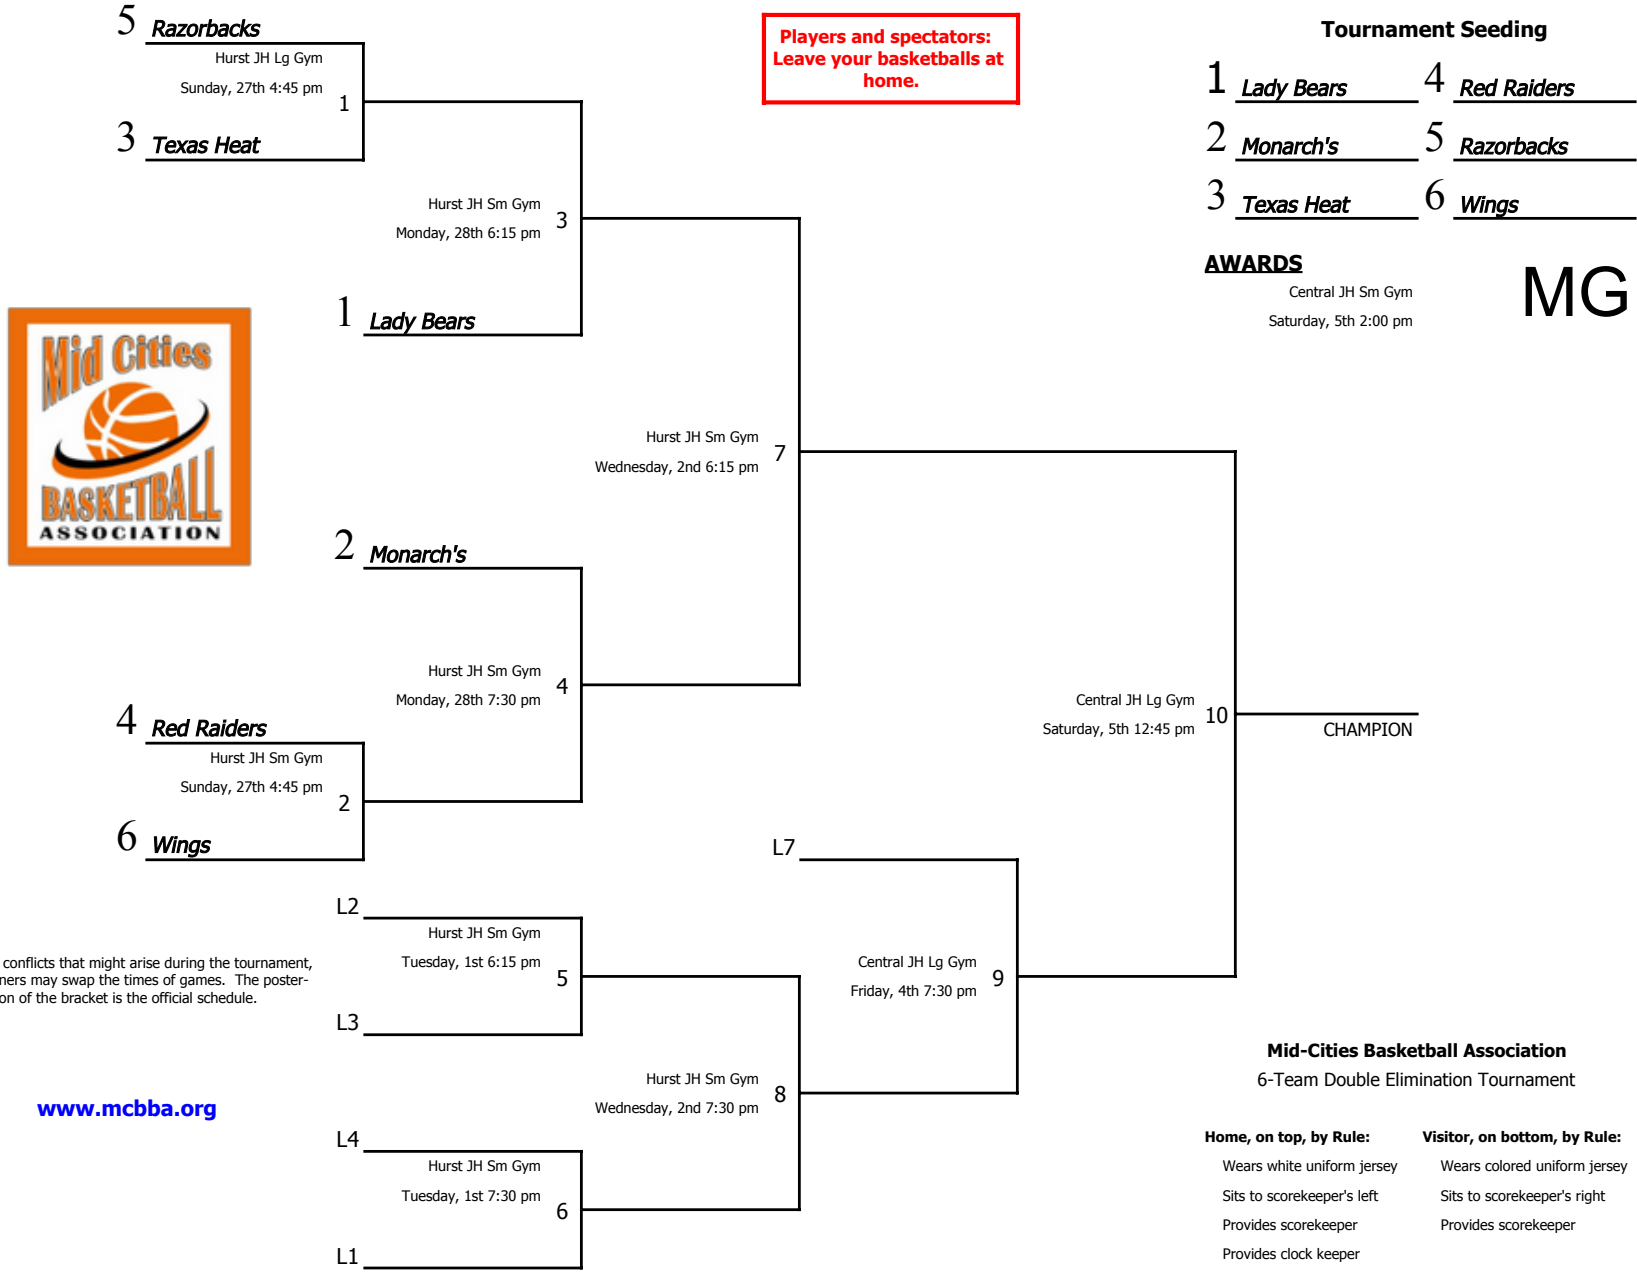 5 Razorbacks
Hurst JH Lg Gym
Sunday, 27th 4:45 pm
1
3 Texas Heat
Players and spectators:
Leave your basketballs at
home.
Tournament Seeding
1 Lady Bears 4 Red Raiders
2 Monarch's 5 Razorbacks
3 Texas Heat 6 Wings
AWARDS
Central JH Sm Gym
Saturday, 5th 2:00 pm
MG
Hurst JH Sm Gym
Monday, 28th 6:15 pm
3
1 Lady Bears
Mid Cities
BASKETBALL
ASSOCIATION
Hurst JH Sm Gym
Wednesday, 2nd 6:15 pm
7
2 Monarch's
Hurst JH Sm Gym
Monday, 28th 7:30 pm
4
4 Red Raiders
Hurst JH Sm Gym
Sunday, 27th 4:45 pm
2
6 Wings
Central JH Lg Gym
Saturday, 5th 12:45 pm
10
CHAMPION
L7
L2
Hurst JH Sm Gym
Tuesday, 1st 6:15 pm
5
L3
Central JH Lg Gym
Friday, 4th 7:30 pm
9
conflicts that might arise during the tournament,
ners may swap the times of games. The poster-
on of the bracket is the official schedule.
Hurst JH Sm Gym
Wednesday, 2nd 7:30 pm
8
www.mcbba.org
L4
Hurst JH Sm Gym
Tuesday, 1st 7:30 pm
6
L1
Mid-Cities Basketball Association
6-Team Double Elimination Tournament
Home, on top, by Rule: Visitor, on bottom, by Rule:
Wears white uniform jersey Wears colored uniform jersey
Sits to scorekeeper's left Sits to scorekeeper's right
Provides scorekeeper Provides scorekeeper
Provides clock keeper